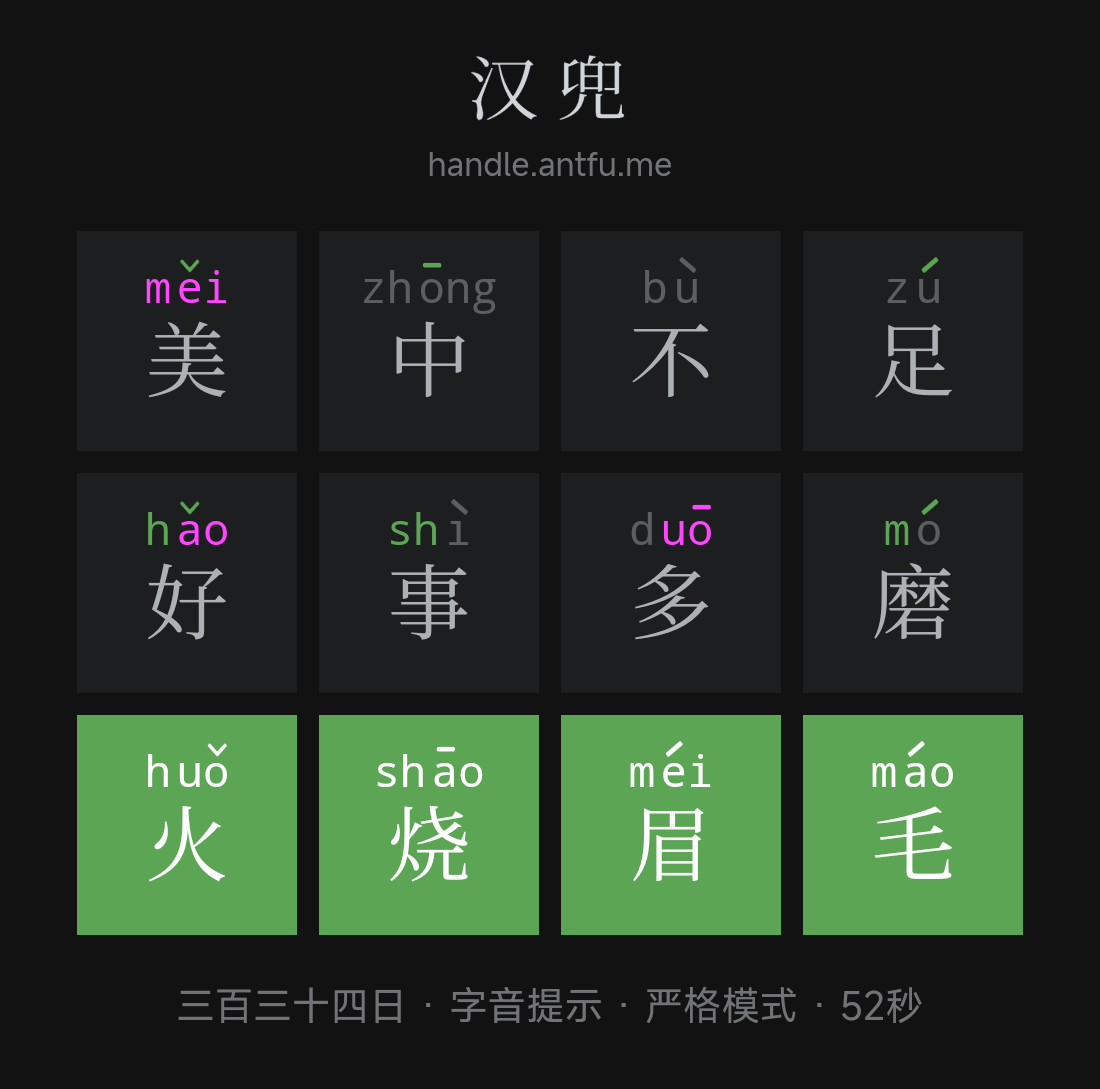 汉兜
handle.antfu.me
měi zhōng bù zú
美 中 不 足
hǎo shì duō mó
好 事 多 磨
huǒ shāo méi máo
火 烧 眉 毛
三百三十四日 · 字音提示 · 严格模式 · 52秒